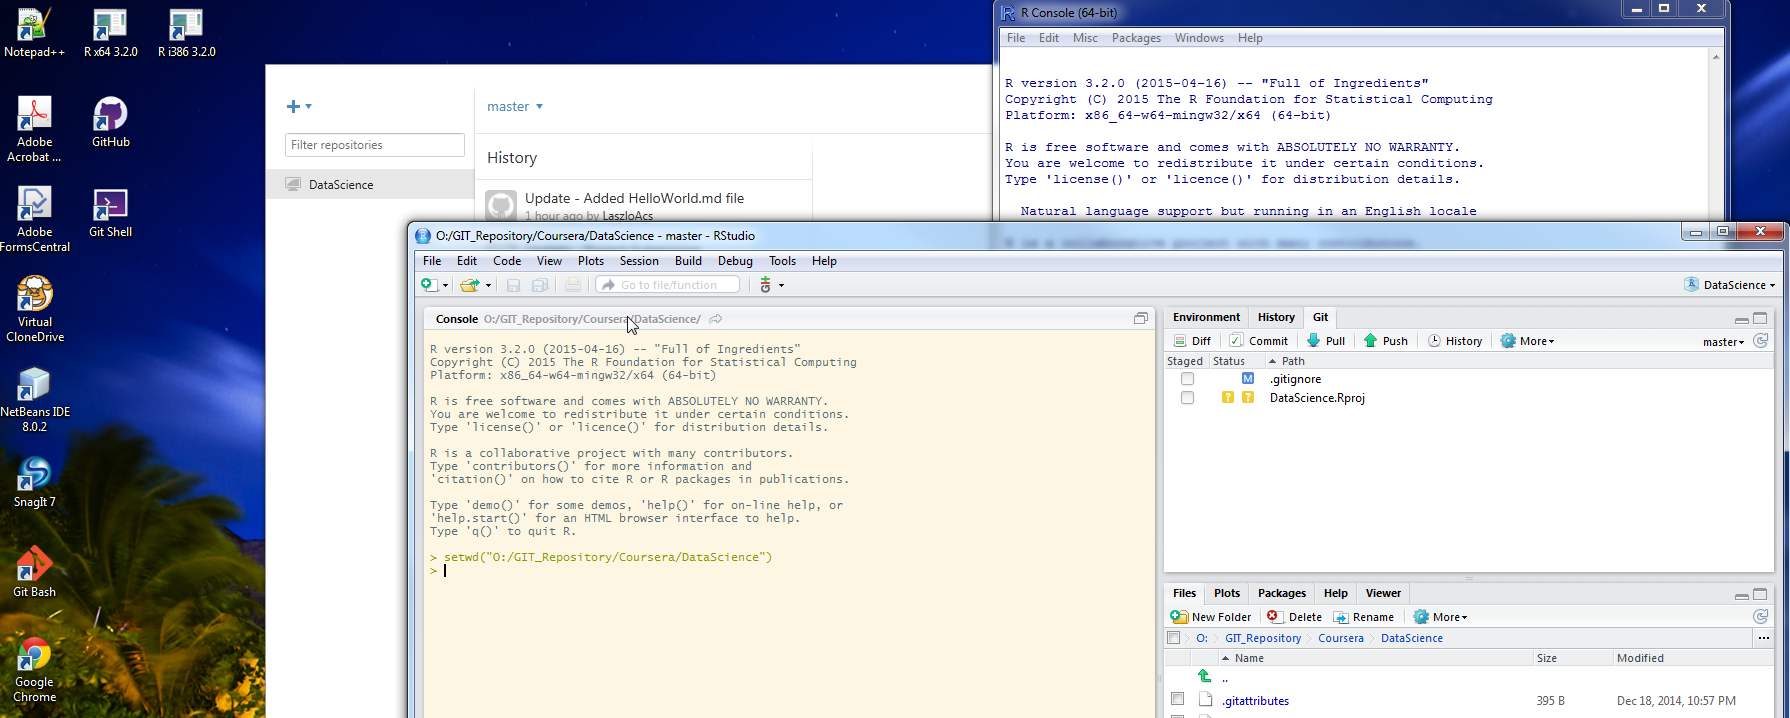 Notepad++
R x64 3.2.0
R i386 3.2.0
Adobe
Acrobat ...
GitHub
Adobe
FormsCentral
Git Shell
Virtual
CloneDrive
NetBeans IDE
8.0.2
SnagIt 7
Git Bash
Google
Chrome
master
Filter repositories
DataScience
History
Update - Added HelloWorld.md file
1 hour ago by LaszloAcs
R Console (64-bit)
File Edit Misc Packages Windows Help
R version 3.2.0 (2015-04-16) -- "Full of Ingredients"
Copyright (C) 2015 The R Foundation for Statistical Computing
Platform: x86_64-w64-mingw32/x64 (64-bit)
R is free software and comes with ABSOLUTELY NO WARRANTY.
You are welcome to redistribute it under certain conditions.
Type 'license()' or 'licence()' for distribution details.
Natural language support but running in an English locale
O:/GIT_Repository/Coursera/DataScience - master - RStudio
File Edit Code View Plots Session Build Debug Tools Help
Go to file/function
DataScience
Console O:/GIT_Repository/Coursera/DataScience/
R version 3.2.0 (2015-04-16) -- "Full of Ingredients"
Copyright (C) 2015 The R Foundation for Statistical Computing
Platform: x86_64-w64-mingw32/x64 (64-bit)
R is free software and comes with ABSOLUTELY NO WARRANTY.
You are welcome to redistribute it under certain conditions.
Type 'license()' or 'licence()' for distribution details.
R is a collaborative project with many contributors.
Type 'contributors()' for more information and
'citation()' on how to cite R or R packages in publications.
Type 'demo()' for some demos, 'help()' for on-line help, or
'help.start()' for an HTML browser interface to help.
Type 'q()' to quit R.
> setwd("O:/GIT_Repository/Coursera/DataScience")
>
Environment History Git
Diff Commit Pull Push History More master
Staged Status Path
M .gitignore
? ? DataScience.Rproj
Files Plots Packages Help Viewer
New Folder Delete Rename More
O: GIT_Repository Coursera DataScience ...
Name Size Modified
..
.gitattributes 395 B Dec 18, 2014, 10:57 PM